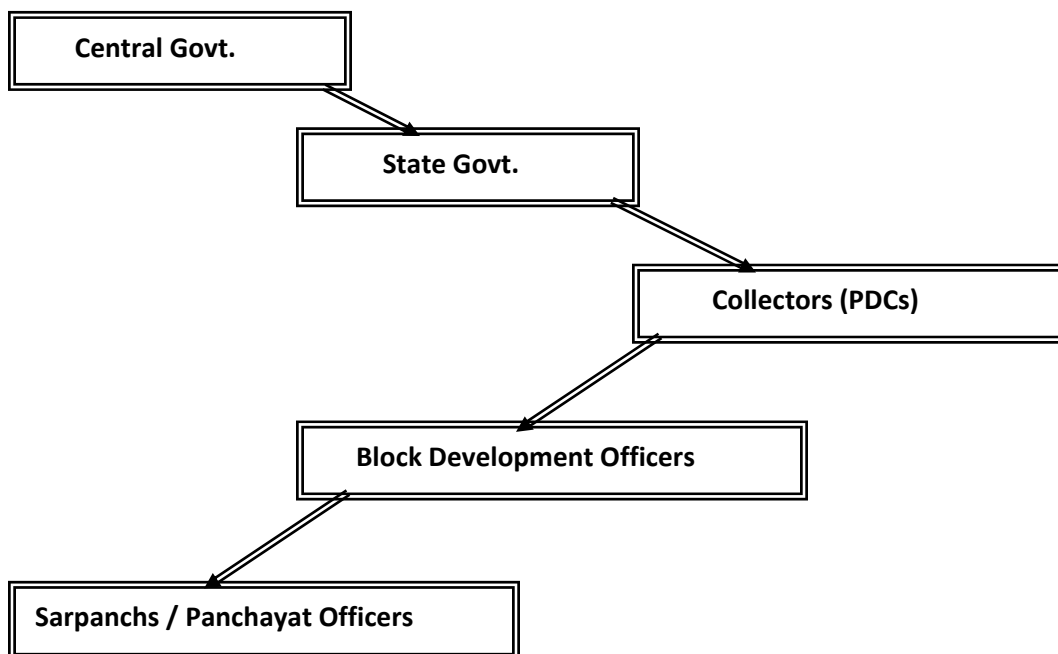 Central Govt.
State Govt.
Collectors (PDCs)
Block Development Officers
Sarpanchs / Panchayat Officers